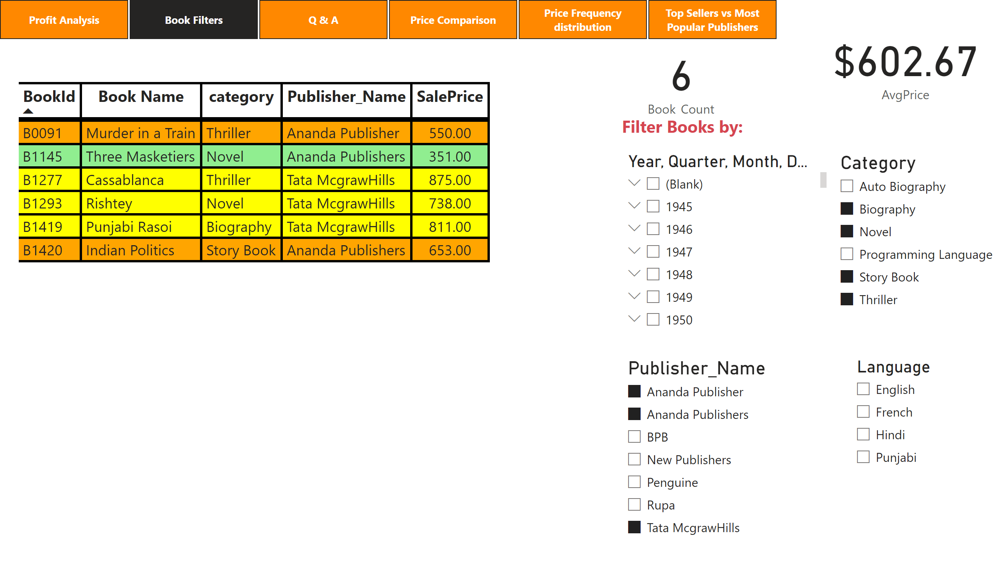 Profit Analysis
Book Filters
Q & A
Price Comparison
Price Frequency
distribution
Top Sellers vs Most
Popular Publishers
6
Book Count
$602.67
AvgPrice
BookId Book Name category Publisher_Name SalePrice
B0091 Murder in a Train Thriller Ananda Publisher 550.00
B1145 Three Masketiers Novel Ananda Publishers 351.00
B1277 Cassablanca Thriller Tata McgrawHills 875.00
B1293 Rishtey Novel Tata McgrawHills 738.00
B1419 Punjabi Rasoi Biography Tata McgrawHills 811.00
B1420 Indian Politics Story Book Ananda Publishers 653.00
Filter Books by:
Year, Quarter, Month, D...
(Blank)
1945
1946
1947
1948
1949
1950
Category
Auto Biography
Biography
Novel
Programming Language
Story Book
Thriller
Publisher_Name
Ananda Publisher
Ananda Publishers
BPB
New Publishers
Penguine
Rupa
Tata McgrawHills
Language
English
French
Hindi
Punjabi